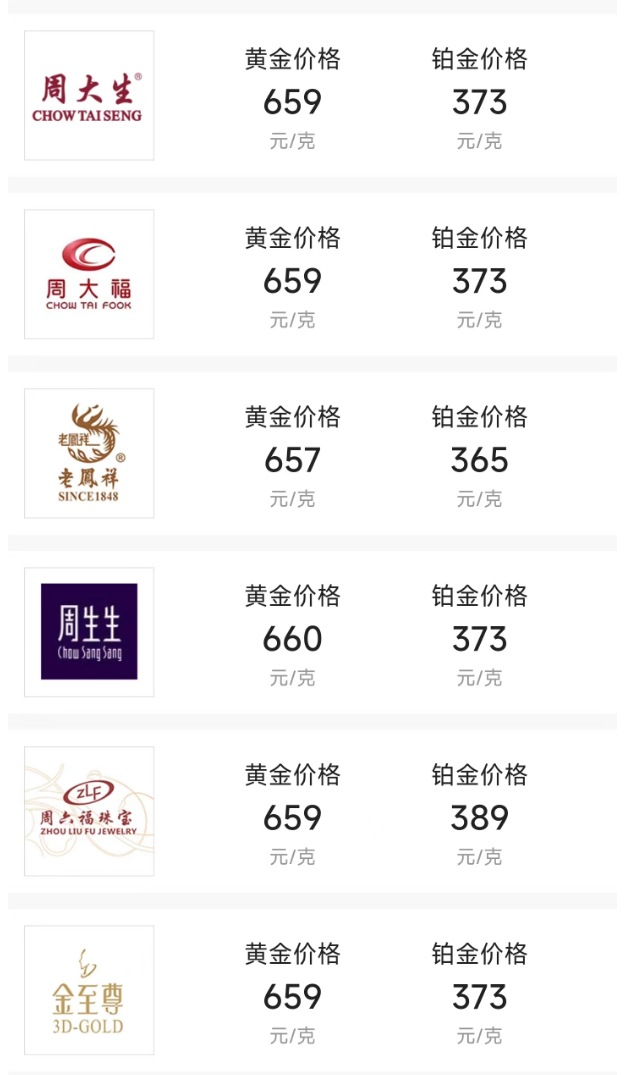 黄金价格 铂金价格
周大生®
659 373
CHOW TAI SENG
元/克 元/克
黄金价格 铂金价格
659 373
周大福
CHOW TAI FOOK
元/克 元/克
黄金价格 铂金价格
老鳳祥
657 365
®
老鳳祥
SINCE1848
元/克 元/克
黄金价格 铂金价格
周生生
660 373
Chow Sang Sang
元/克 元/克
黄金价格 铂金价格
ZLF
659 389
周六福珠宝
ZHOU LIU FU JEWELRY
元/克 元/克
黄金价格 铂金价格
659 373
金至尊
3D-GOLD
元/克 元/克